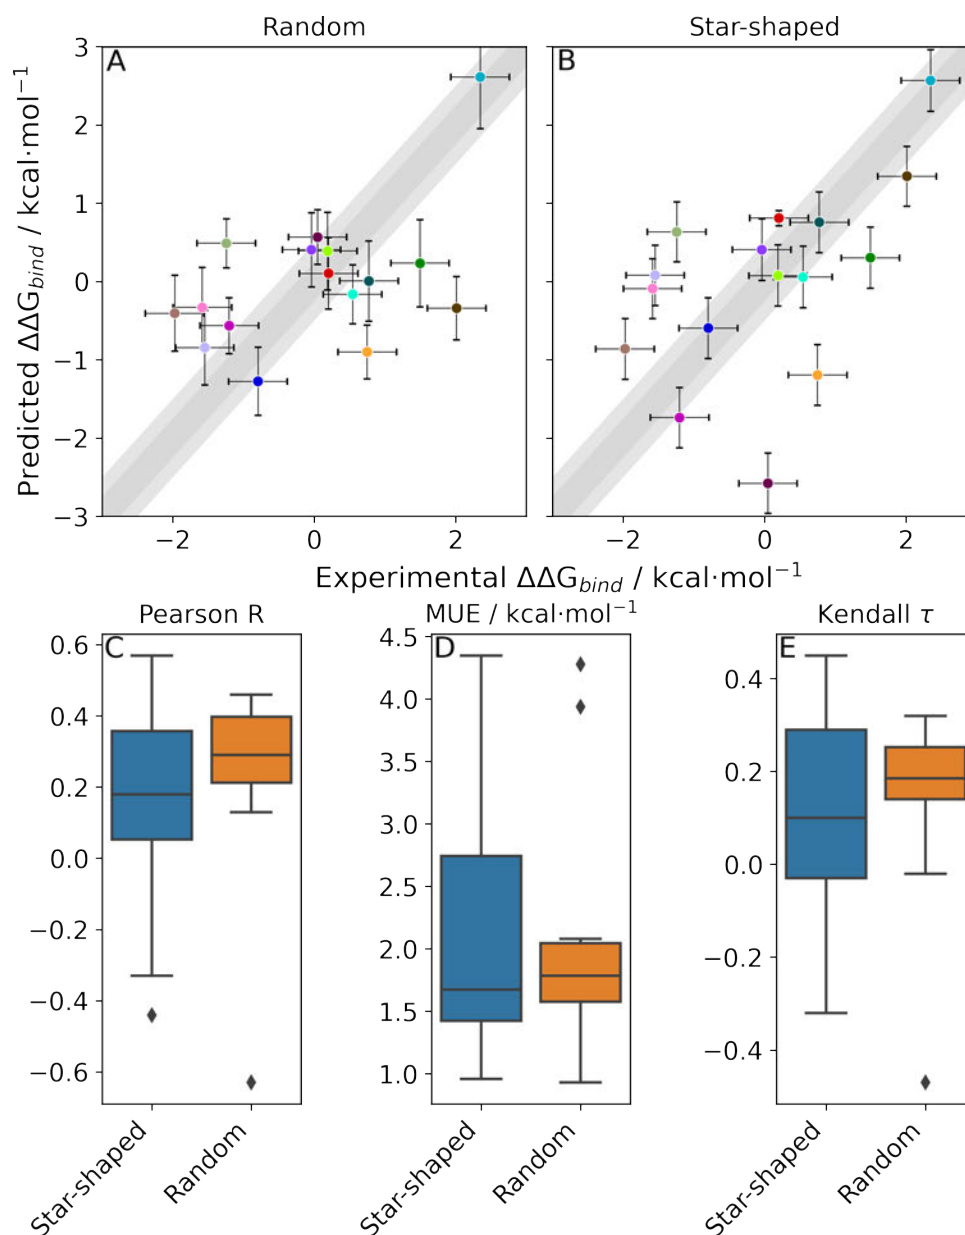 Random
Star-shaped
A
B
3
2
1
0
−1
−2
−3
Predicted ΔΔG_bind / kcal·mol⁻¹
−2
0
2
−2
0
2
Experimental ΔΔG_bind / kcal·mol⁻¹
Pearson R
MUE / kcal·mol⁻¹
Kendall τ
C
0.6
0.4
0.2
0.0
−0.2
−0.4
−0.6
Star-shaped
Random
D
4.5
4.0
3.5
3.0
2.5
2.0
1.5
1.0
Star-shaped
Random
E
0.4
0.2
0.0
−0.2
−0.4
Star-shaped
Random